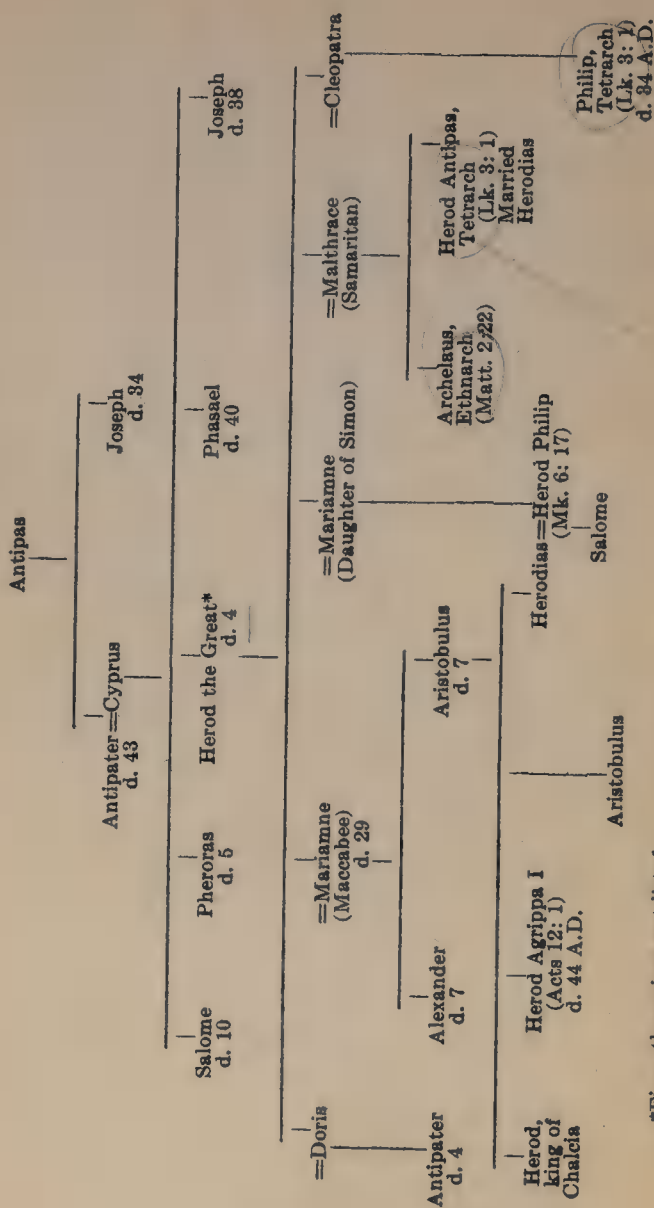 Antipas
Antipater═Cyprus
d. 43
Joseph
d. 34
Salome
d. 10
Pheroras
d. 5
Herod the Great*
d. 4
Phasael
d. 40
Joseph
d. 38
═Doris
═Mariamne
(Maccabee)
d. 29
═Mariamne
(Daughter of Simon)
═Malthrace
(Samaritan)
═Cleopatra
Antipater
d. 4
Alexander
d. 7
Aristobulus
d. 7
Archelaus,
Ethnarch
(Matt. 2:22)
Herod Antipas,
Tetrarch
(Lk. 3: 1)
Married
Herodias
Herod,
king of
Chalcia
Herod Agrippa I
(Acts 12: 1)
d. 44 A.D.
Aristobulus
Herodias═Herod Philip
(Mk. 6: 17)
Salome
Philip,
Tetrarch
(Lk. 3: 1)
d. 34 A.D.